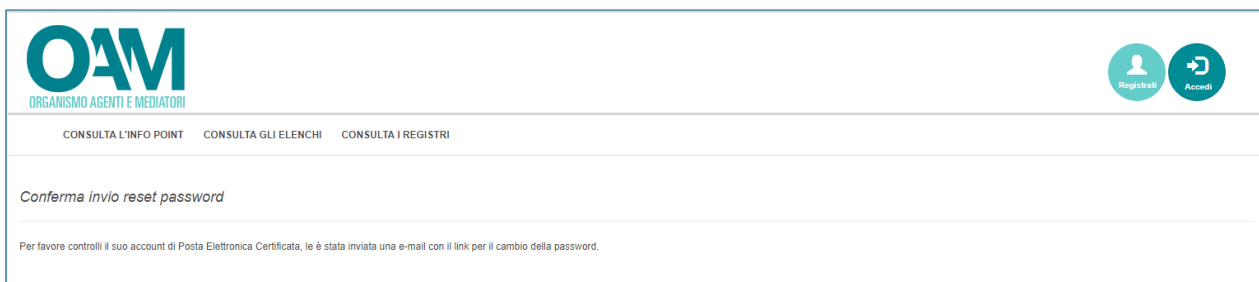 OAM
ORGANISMO AGENTI E MEDIATORI
Registrati
Accedi
CONSULTA L'INFO POINT CONSULTA GLI ELENCHI CONSULTA I REGISTRI
Conferma invio reset password
Per favore controlli il suo account di Posta Elettronica Certificata, le è stata inviata una e-mail con il link per il cambio della password.